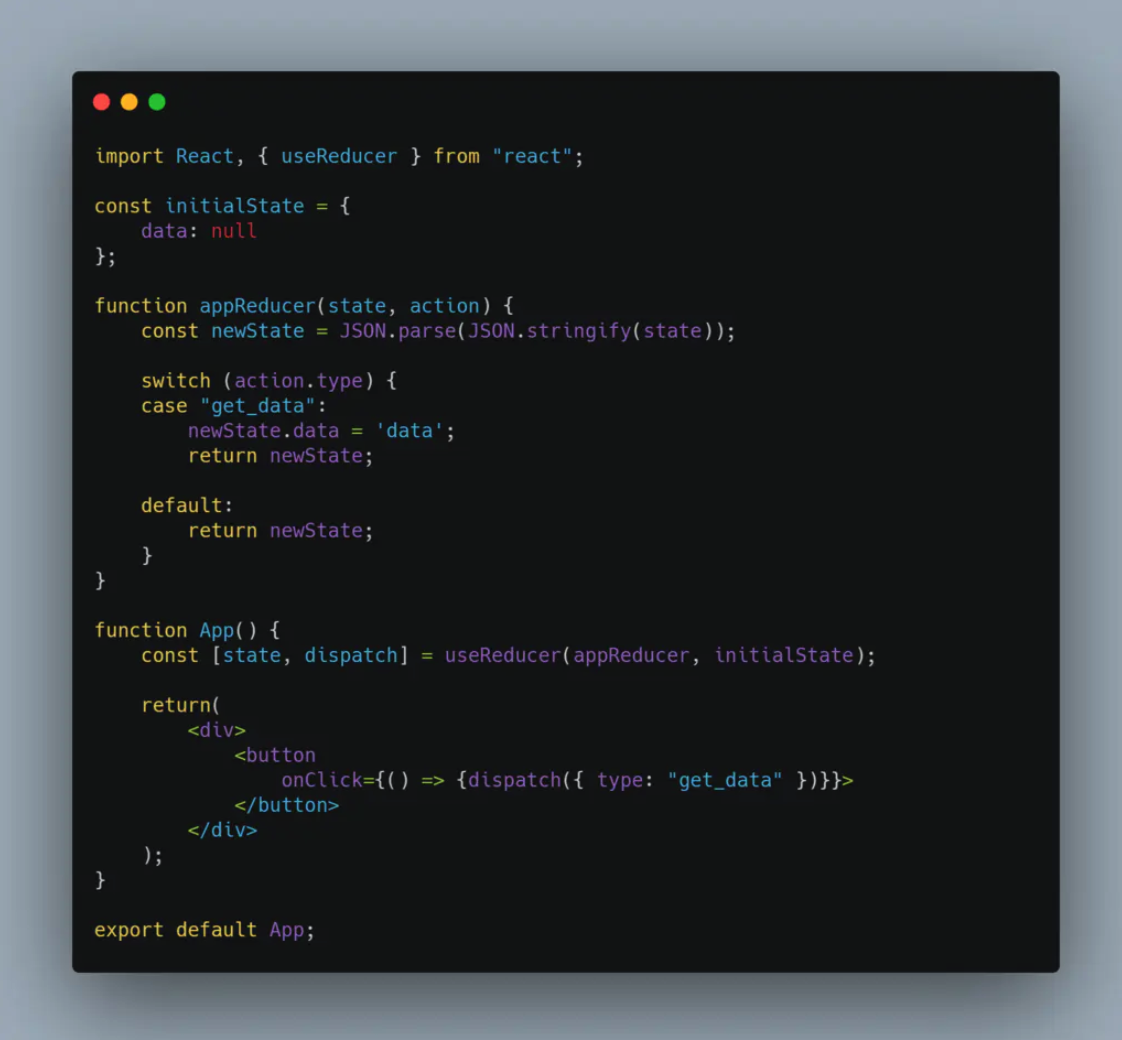 import React, { useReducer } from "react";
const initialState = {
    data: null
};
function appReducer(state, action) {
    const newState = JSON.parse(JSON.stringify(state));
    switch (action.type) {
    case "get_data":
        newState.data = 'data';
        return newState;
    default:
        return newState;
    }
}
function App() {
    const [state, dispatch] = useReducer(appReducer, initialState);
    return(
        <div>
            <button
                onClick={() => {dispatch({ type: "get_data" })}}>
            </button>
        </div>
    );
}
export default App;